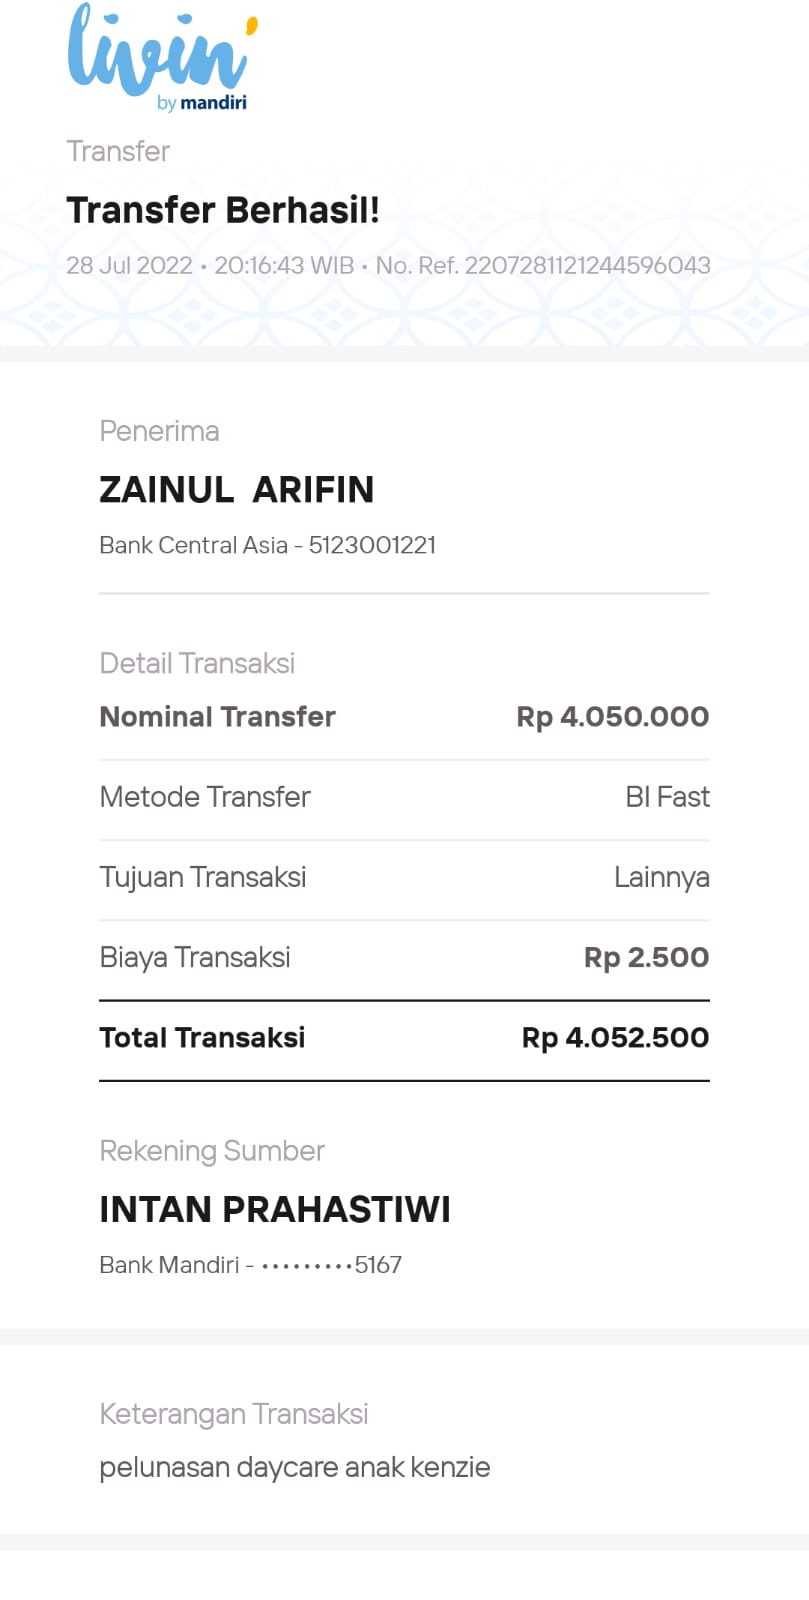 livin'
by mandiri
Transfer
Transfer Berhasil!
28 Jul 2022 • 20:16:43 WIB • No. Ref. 2207281121244596043
Penerima
ZAINUL ARIFIN
Bank Central Asia - 5123001221
Detail Transaksi
Nominal Transfer Rp 4.050.000
Metode Transfer BI Fast
Tujuan Transaksi Lainnya
Biaya Transaksi Rp 2.500
Total Transaksi Rp 4.052.500
Rekening Sumber
INTAN PRAHASTIWI
Bank Mandiri - •••••••••5167
Keterangan Transaksi
pelunasan daycare anak kenzie